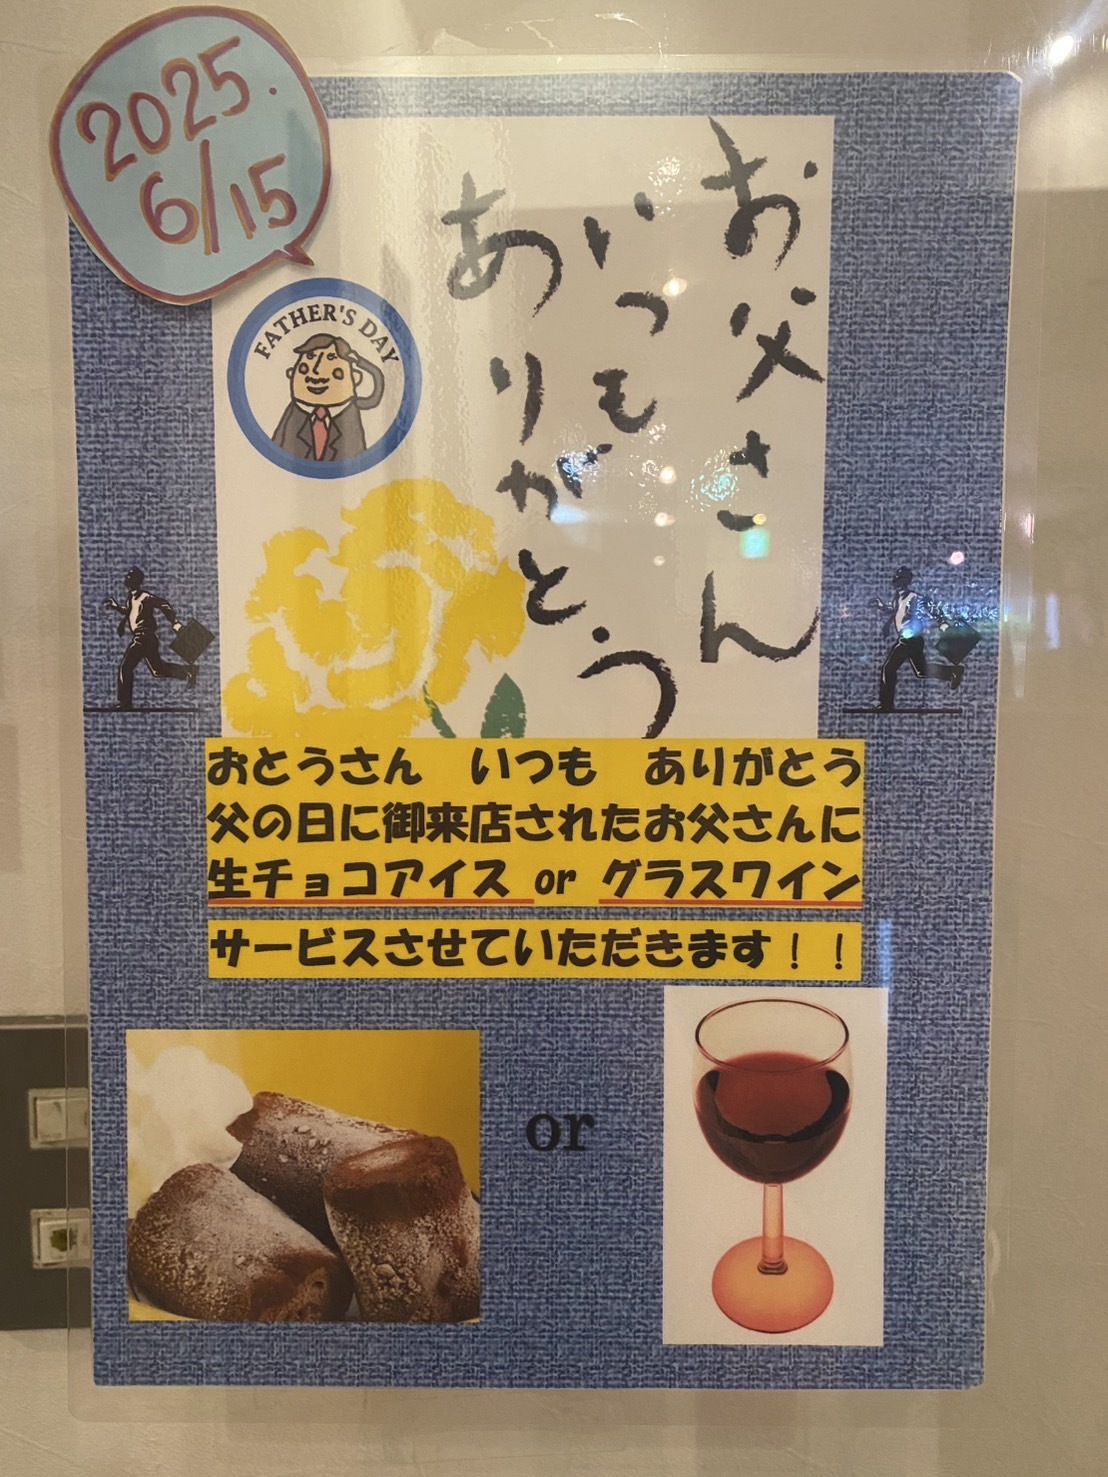 2025.
6/15
お父さん
いつも
ありがとう
FATHER'S DAY
おとうさん　いつも　ありがとう
父の日に御来店されたお父さんに
生チョコアイス or グラスワイン
サービスさせていただきます！！
or